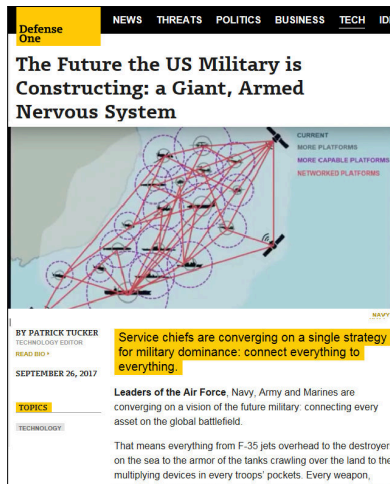 Defense
One
NEWS THREATS POLITICS BUSINESS TECH
The Future the US Military is
Constructing: a Giant, Armed
Nervous System
CURRENT
MORE PLATFORMS
MORE CAPABLE PLATFORMS
NETWORKED PLATFORMS
NAVY
BY PATRICK TUCKER
TECHNOLOGY EDITOR
READ BIO
SEPTEMBER 26, 2017
TOPICS
TECHNOLOGY
Service chiefs are converging on a single strategy
for military dominance: connect everything to
everything.
Leaders of the Air Force, Navy, Army and Marines are
converging on a vision of the future military: connecting every
asset on the global battlefield.
That means everything from F-35 jets overhead to the destroyer
on the sea to the armor of the tanks crawling over the land to the
multiplying devices in every troops' pockets. Every weapon,